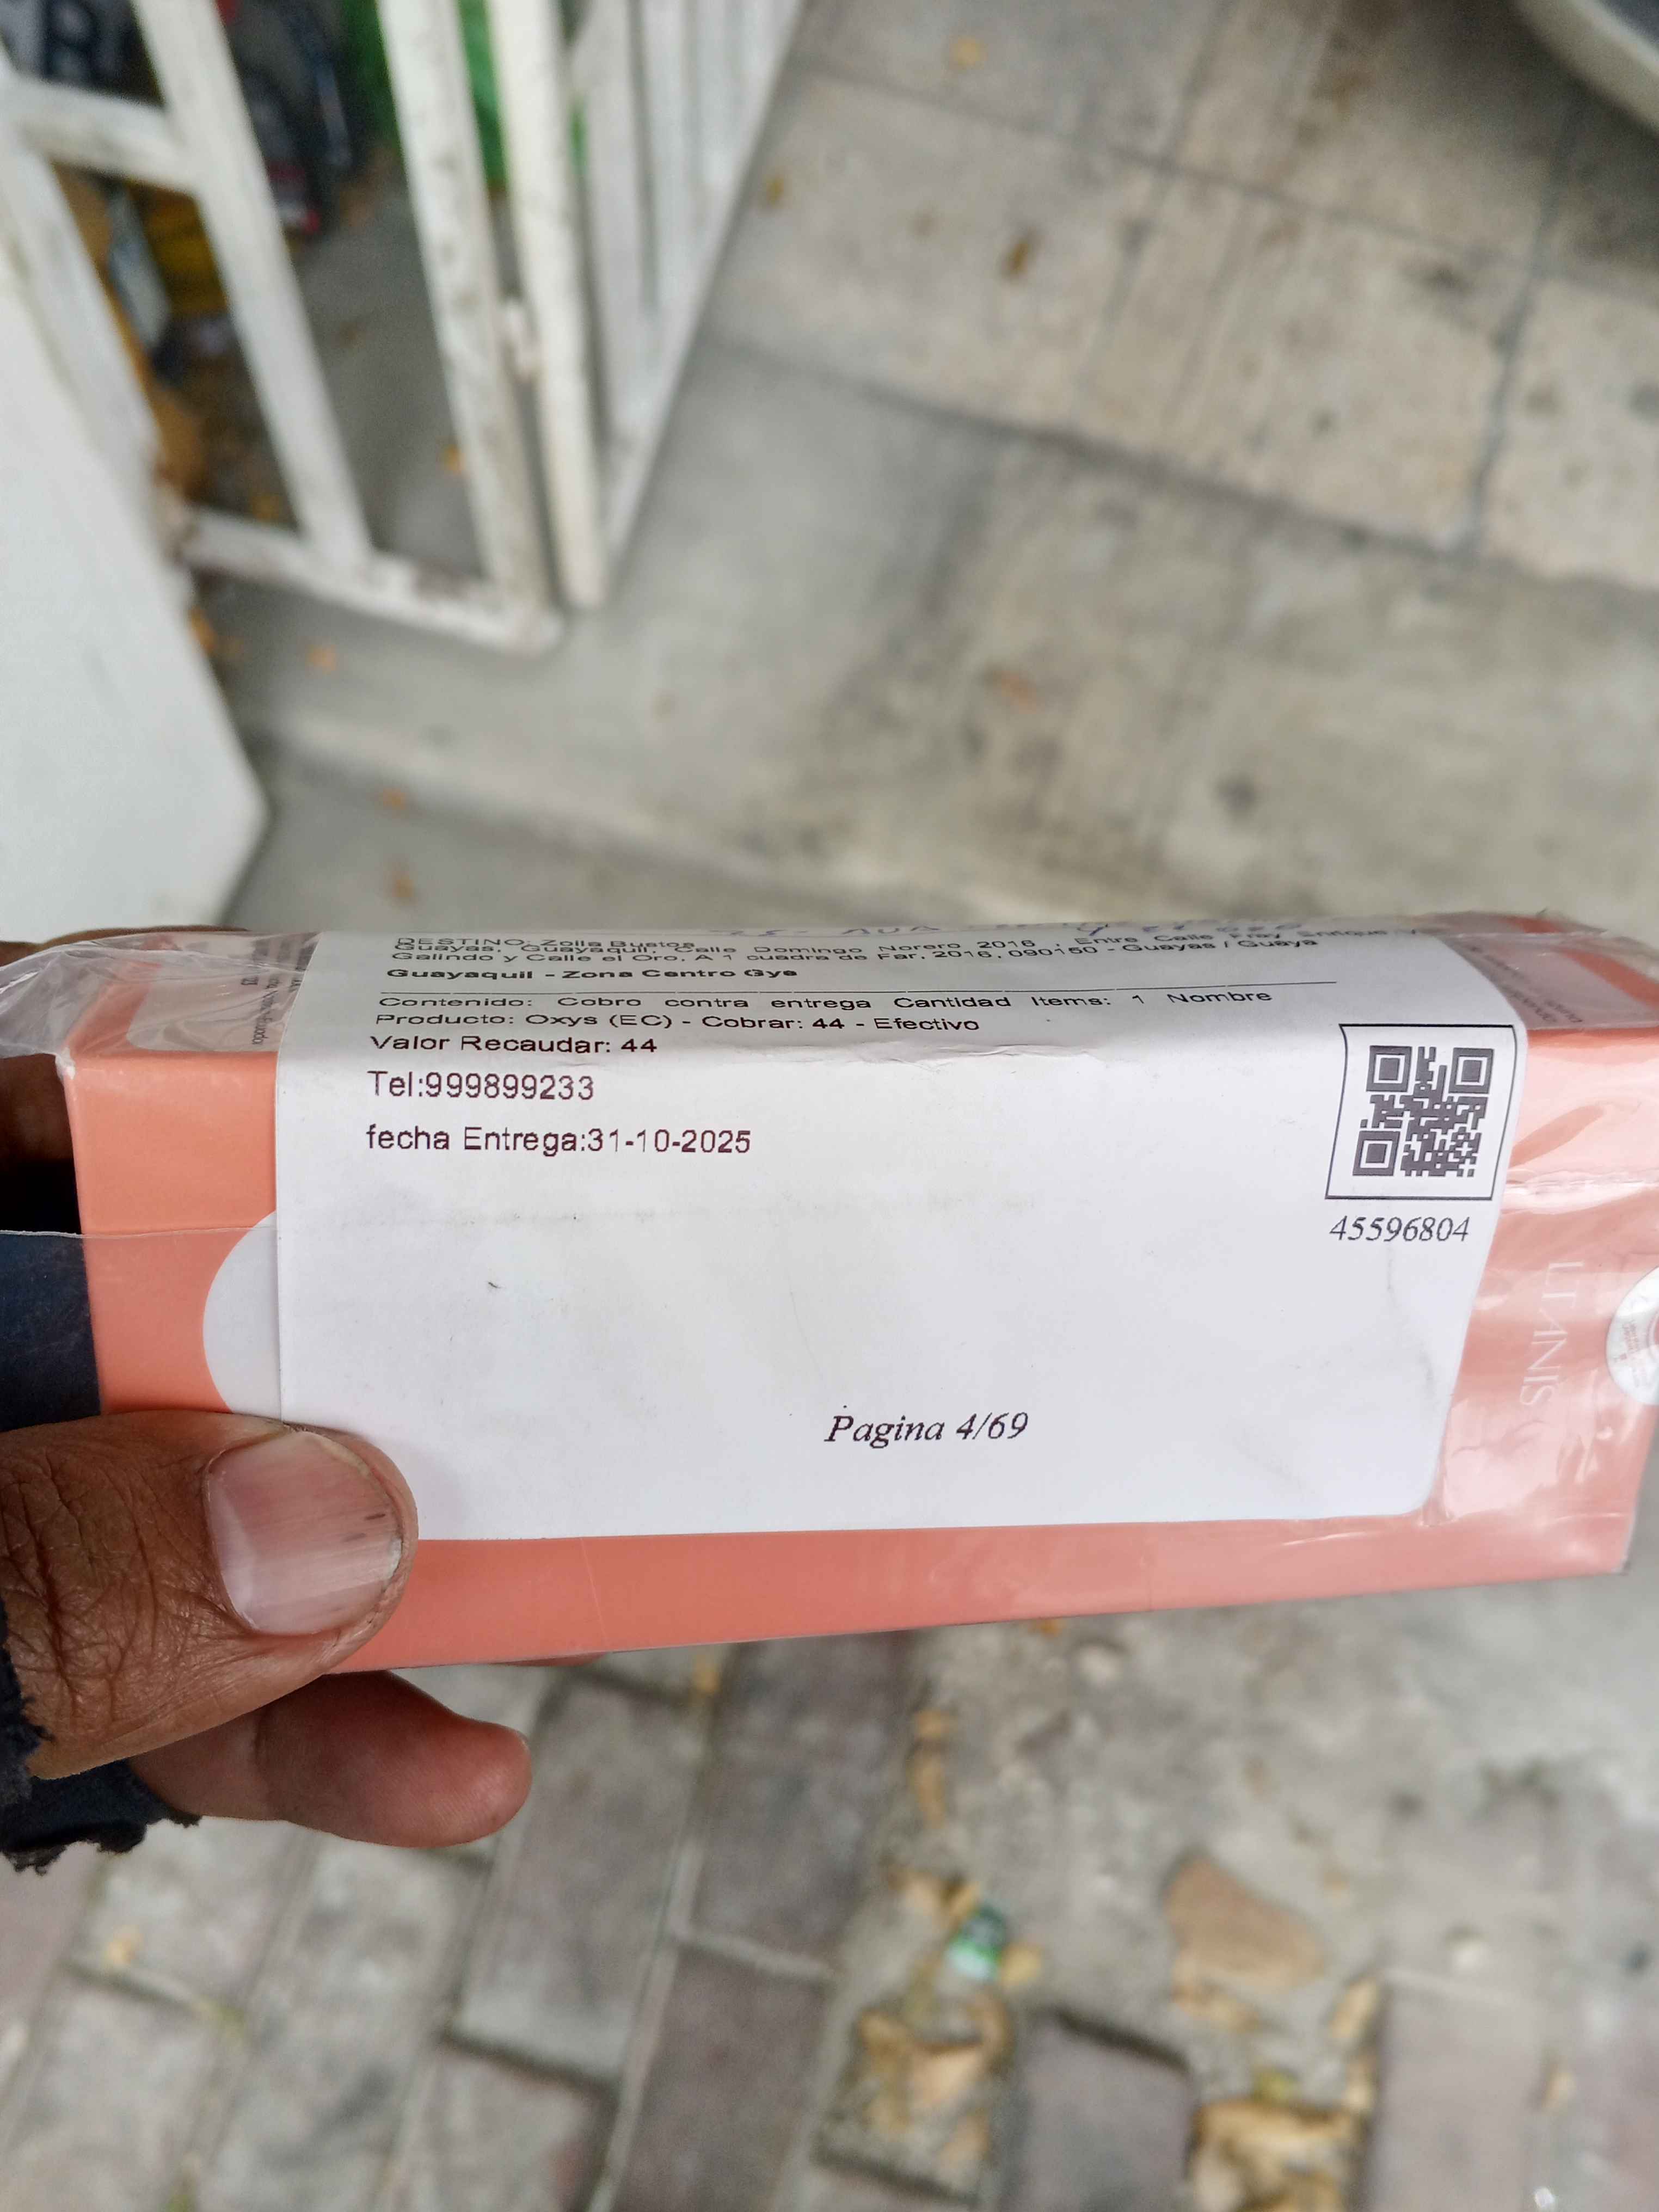 DESTINO: Zoila Bustos
Guayas, Guayaquil, Calle Domingo Norero 2016 , Entre Calle Fray Enrique
Galindo y Calle el Oro, A 1 cuadra de Far, 2016, 090150 - Guayas / Guaya
Guayaquil - Zona Centro Gye
Contenido: Cobro contra entrega Cantidad Items: 1 Nombre
Producto: Oxys (EC) - Cobrar: 44 - Efectivo
Valor Recaudar: 44
Tel:999899233
fecha Entrega:31-10-2025
45596804
Pagina 4/69